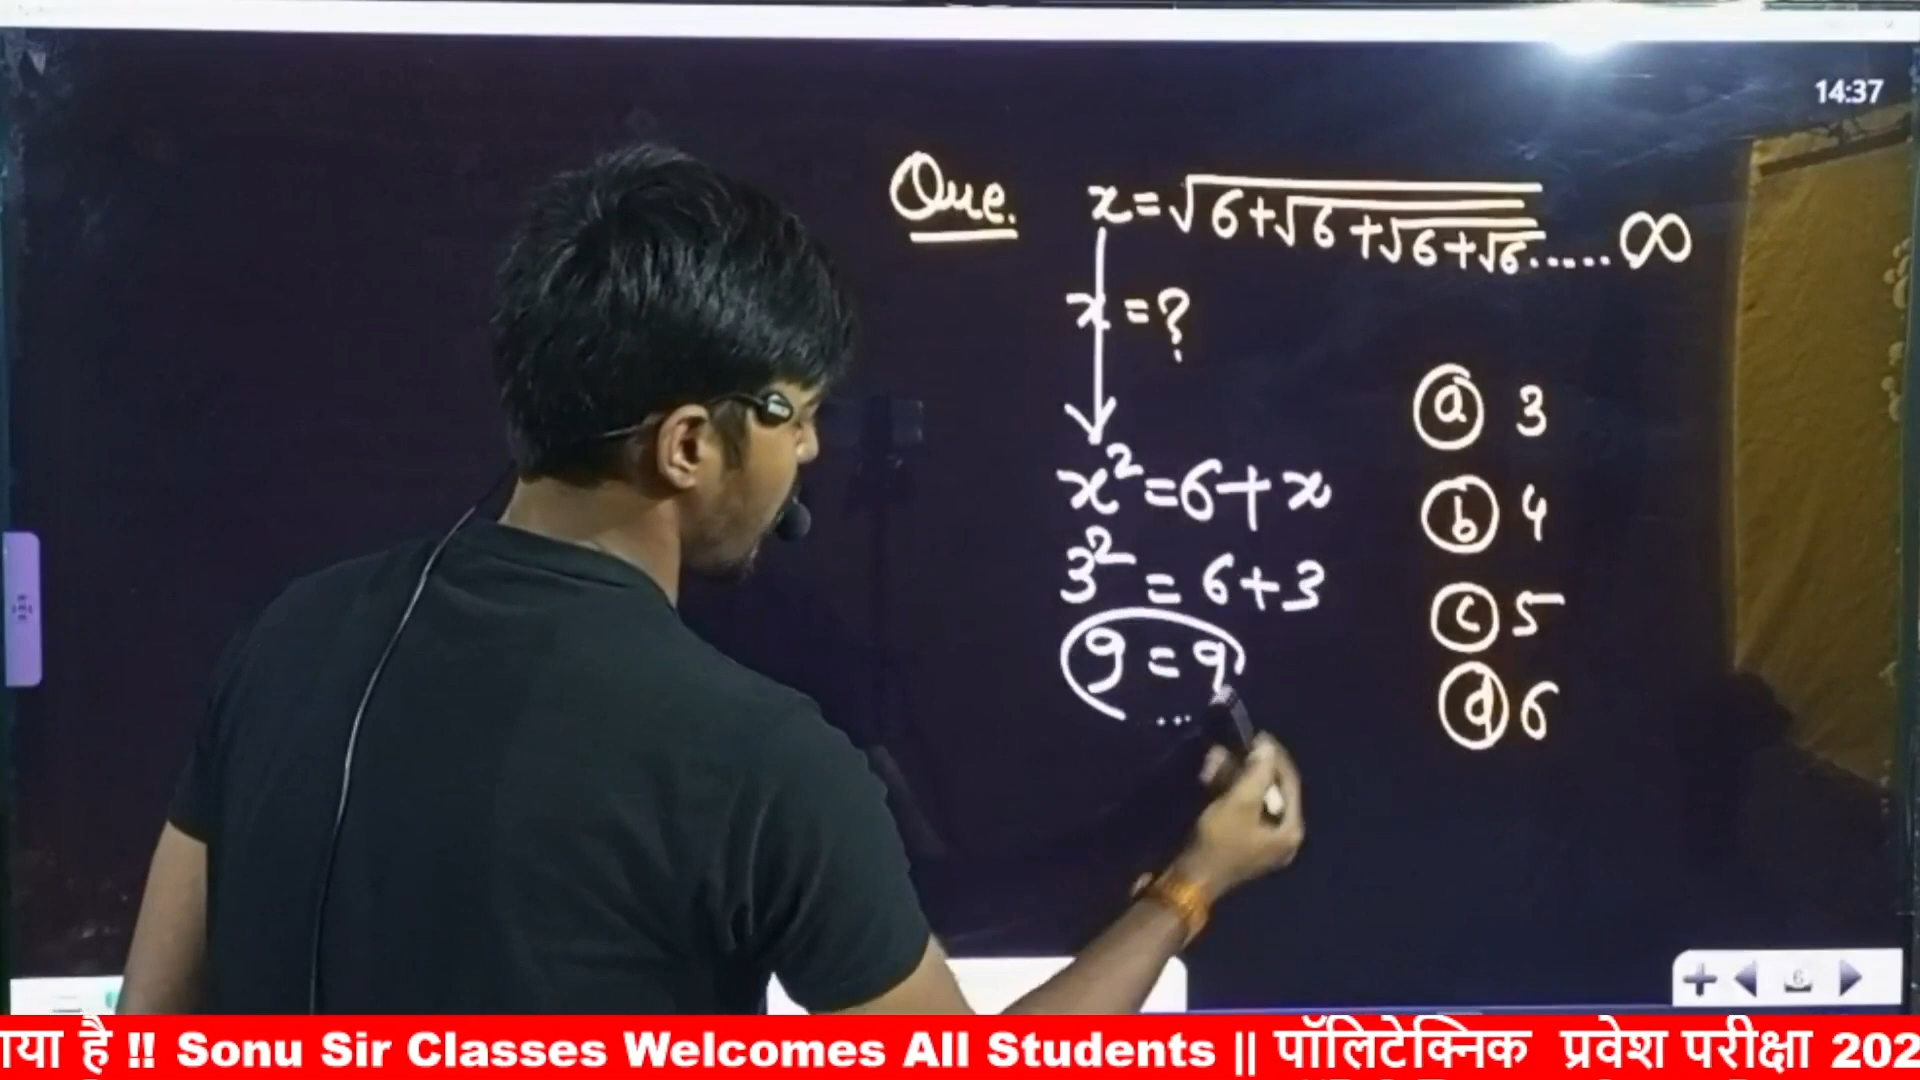 14:37
Que. x=√6+√6+√6+√6..... ∞
x=?
x²=6+x
3²=6+3
9=9
ⓐ 3
ⓑ 4
ⓒ 5
ⓓ 6
6
है !! Sonu Sir Classes Welcomes All Students || पॉलिटेक्निक प्रवेश परीक्षा 202